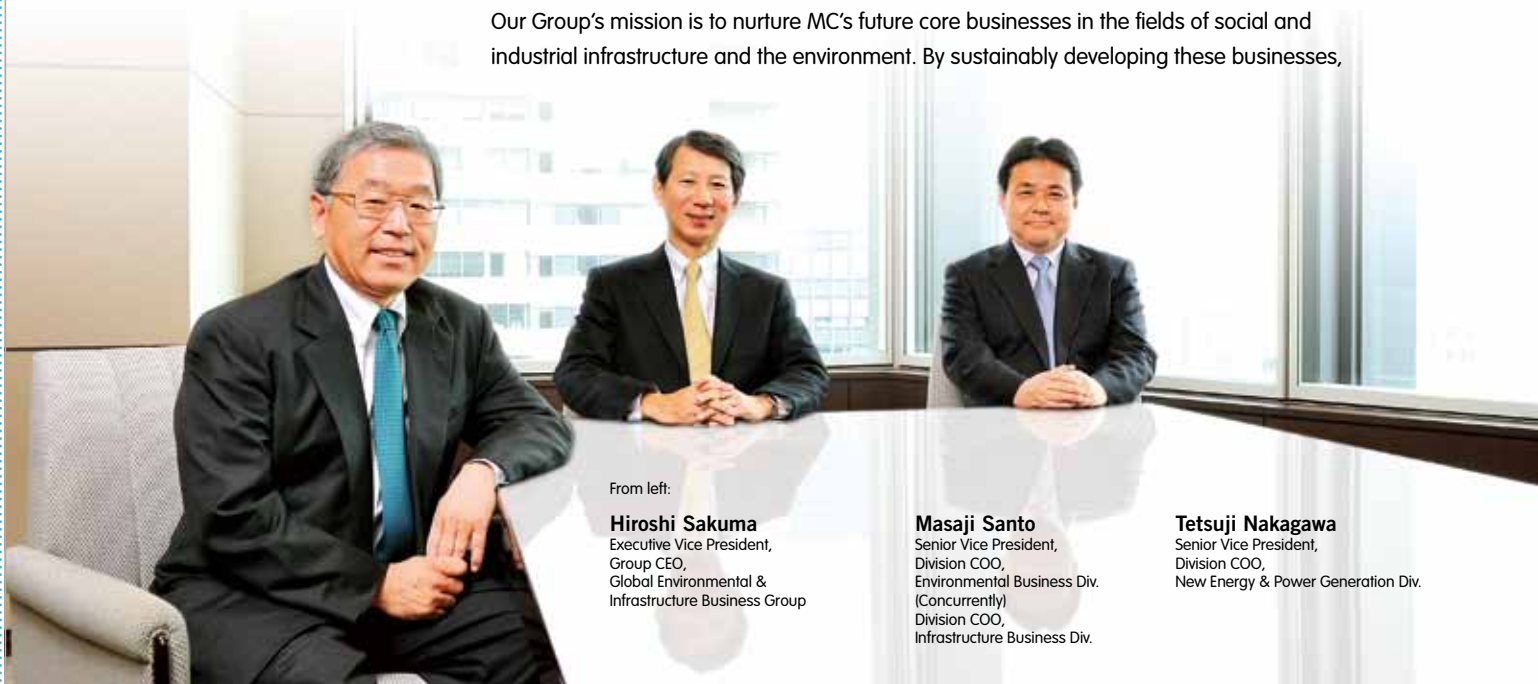 Our Group's mission is to nurture MC's future core businesses in the fields of social and
industrial infrastructure and the environment. By sustainably developing these businesses,
From left:
Hiroshi Sakuma
Executive Vice President,
Group CEO,
Global Environmental &
Infrastructure Business Group
Masaji Santo
Senior Vice President,
Division COO,
Environmental Business Div.
(Concurrently)
Division COO,
Infrastructure Business Div.
Tetsuji Nakagawa
Senior Vice President,
Division COO,
New Energy & Power Generation Div.